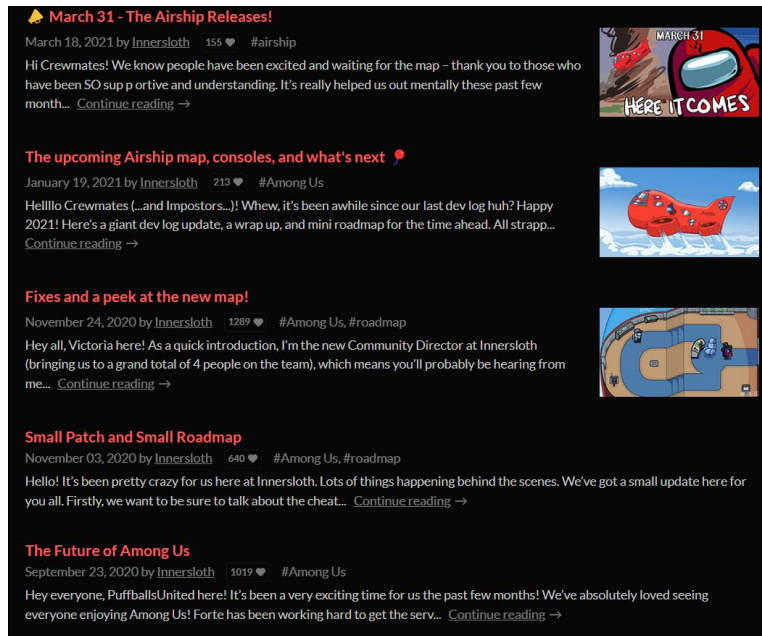 📣 March 31 - The Airship Releases!
March 18, 2021 by Innersloth 155 ♥ #airship
Hi Crewmates! We know people have been excited and waiting for the map – thank you to those who
have been SO sup p ortive and understanding. It's really helped us out mentally these past few
month... Continue reading →
MARCH 31
HERE IT COMES
The upcoming Airship map, consoles, and what's next 🎈
January 19, 2021 by Innersloth 213 ♥ #Among Us
Hellllo Crewmates (...and Impostors...)! Whew, it's been awhile since our last dev log huh? Happy
2021! Here's a giant dev log update, a wrap up, and mini roadmap for the time ahead. All strapp...
Continue reading →
Fixes and a peek at the new map!
November 24, 2020 by Innersloth 1289 ♥ #Among Us, #roadmap
Hey all, Victoria here! As a quick introduction, I'm the new Community Director at Innersloth
(bringing us to a grand total of 4 people on the team), which means you'll probably be hearing from
me... Continue reading →
Small Patch and Small Roadmap
November 03, 2020 by Innersloth 640 ♥ #Among Us, #roadmap
Hello! It's been pretty crazy for us here at Innersloth. Lots of things happening behind the scenes. We've got a small update here for
you all. Firstly, we want to be sure to talk about the cheat... Continue reading →
The Future of Among Us
September 23, 2020 by Innersloth 1019 ♥ #Among Us
Hey everyone, PuffballsUnited here! It's been a very exciting time for us the past few months! We've absolutely loved seeing
everyone enjoying Among Us! Forte has been working hard to get the serv... Continue reading →